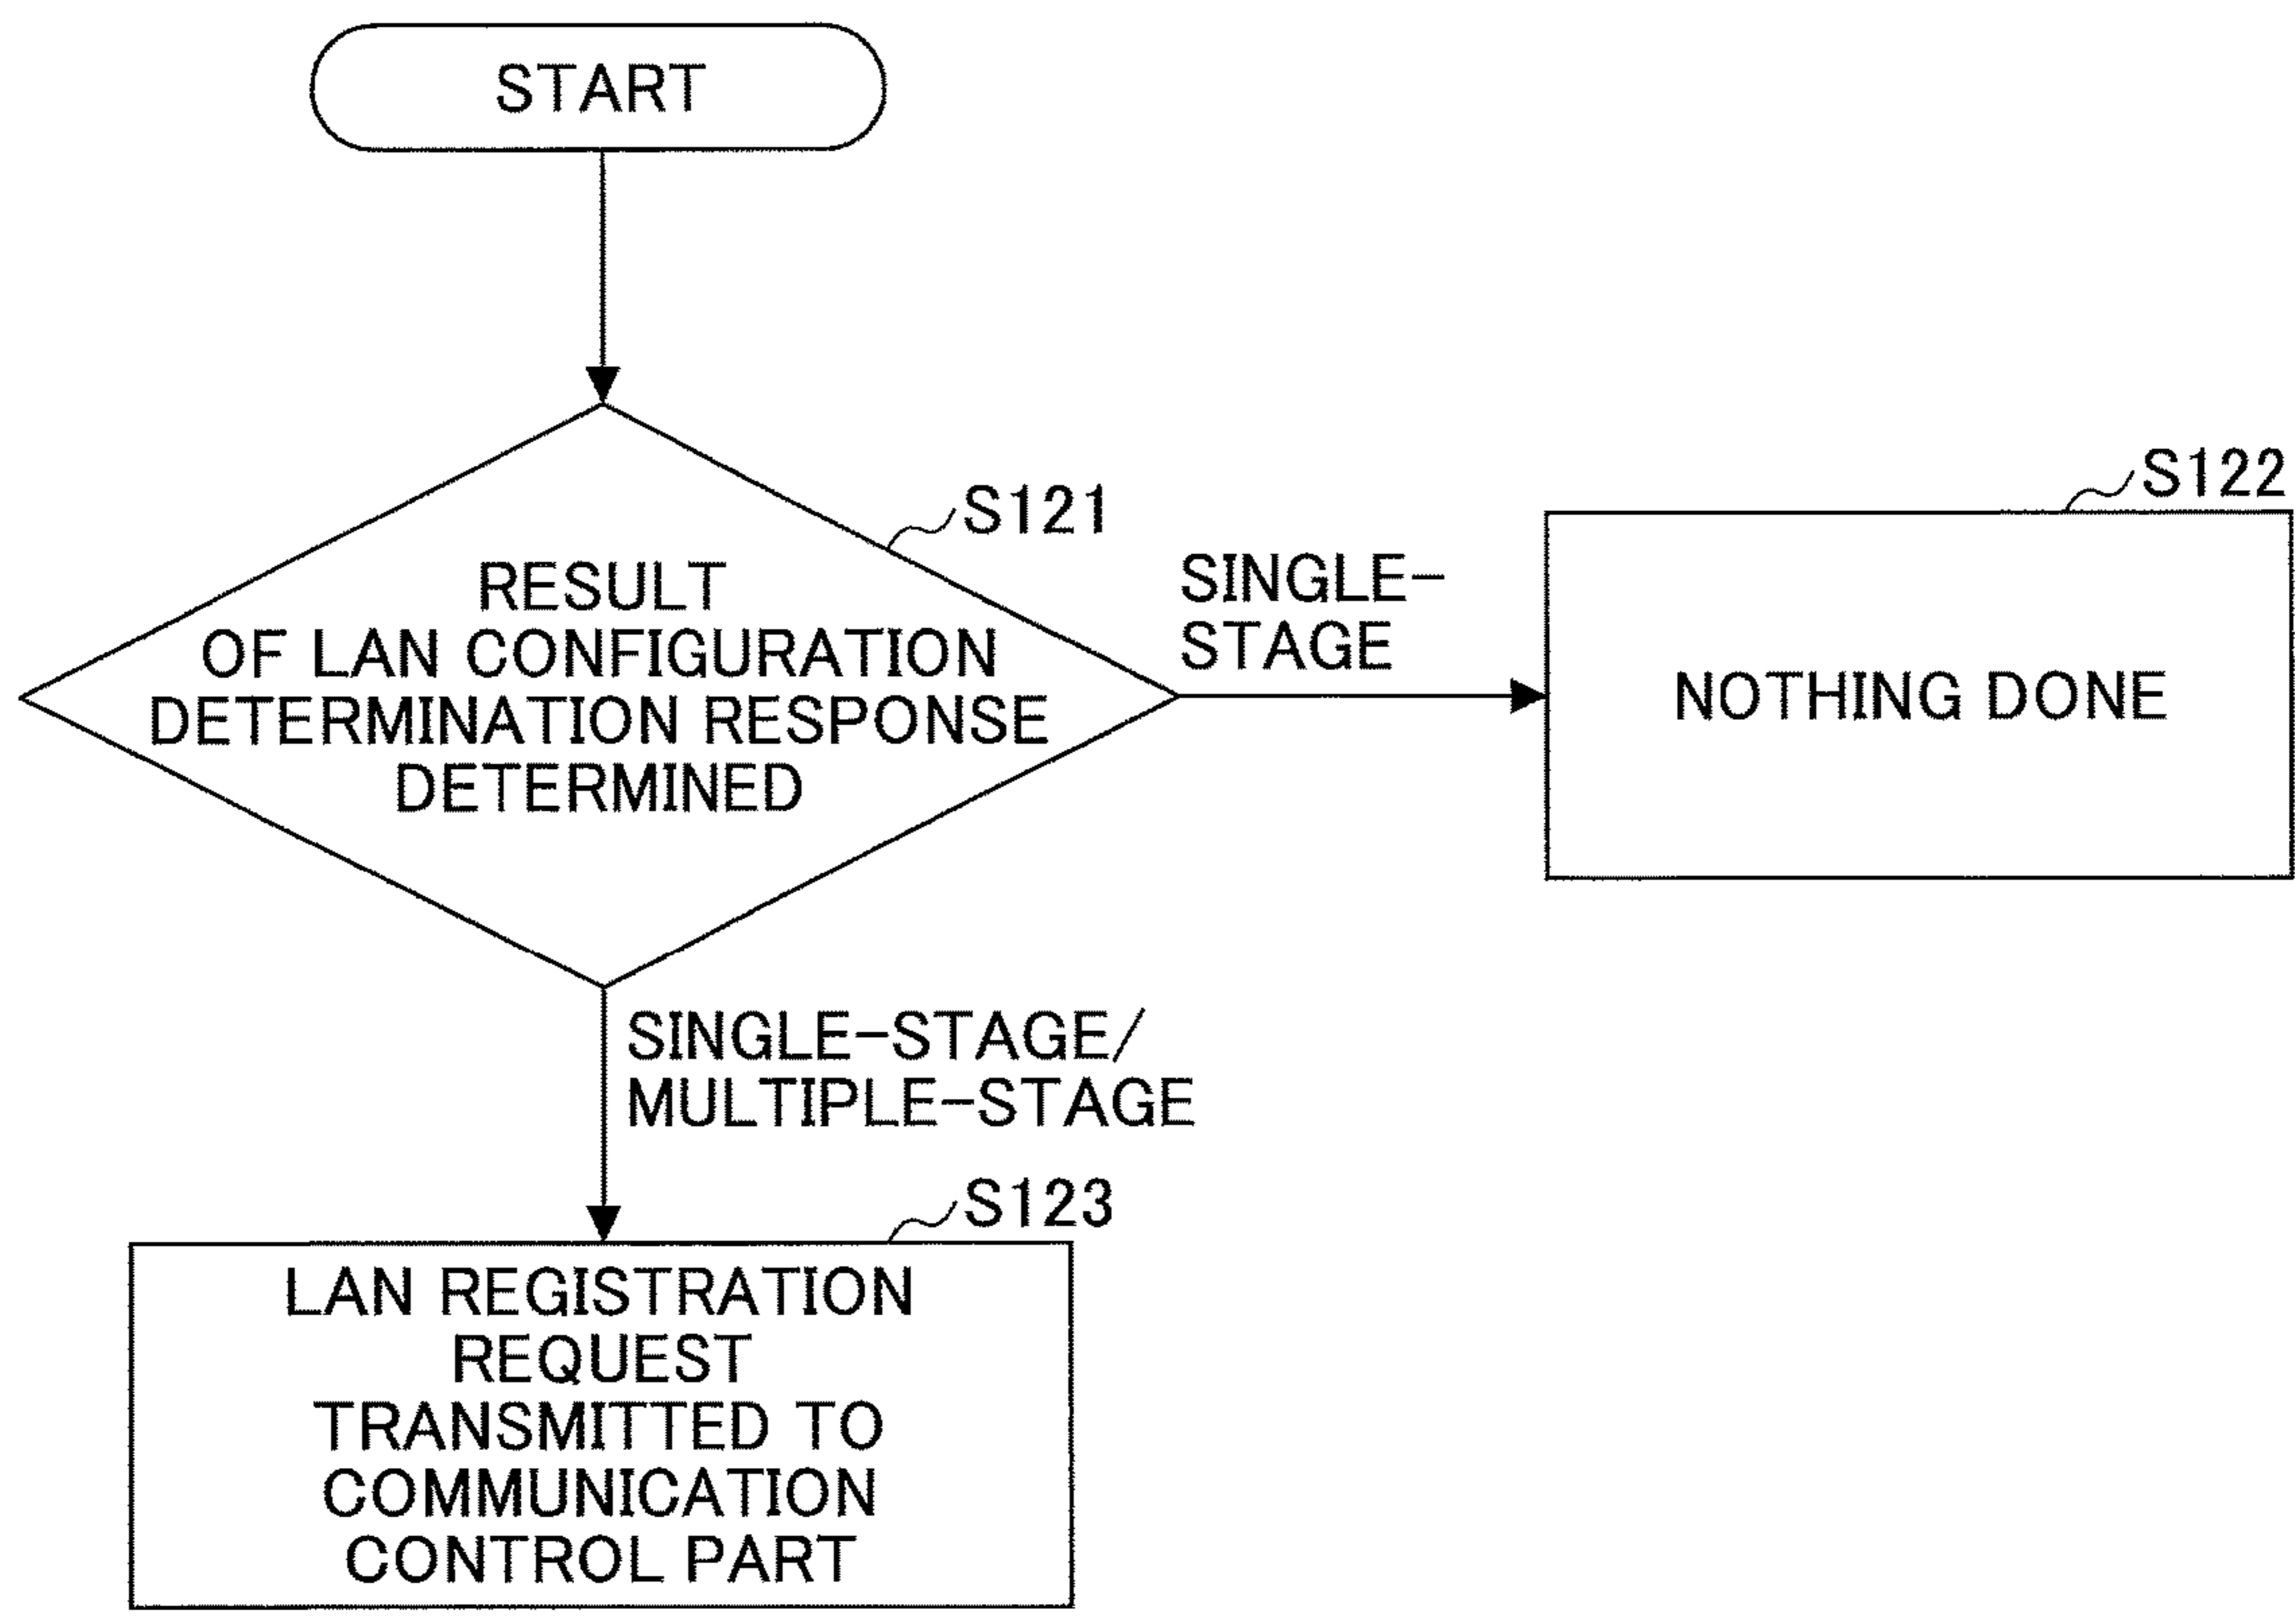 START
S121
RESULT
OF LAN CONFIGURATION
DETERMINATION RESPONSE
DETERMINED
SINGLE-
STAGE
S122
NOTHING DONE
SINGLE-STAGE/
MULTIPLE-STAGE
S123
LAN REGISTRATION
REQUEST
TRANSMITTED TO
COMMUNICATION
CONTROL PART